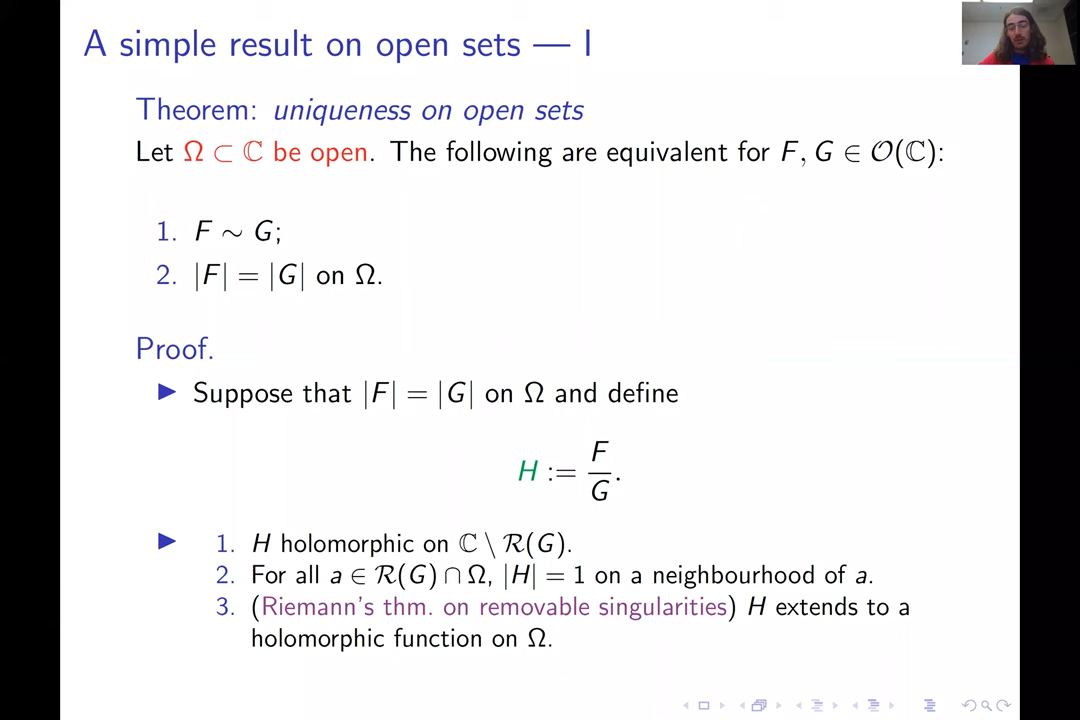 A simple result on open sets — I
Theorem: uniqueness on open sets
Let Ω ⊂ ℂ be open. The following are equivalent for F, G ∈ 𝒪(ℂ):
1. F ∼ G;
2. |F| = |G| on Ω.
Proof.
▶ Suppose that |F| = |G| on Ω and define
H := F/G.
▶ 1. H holomorphic on ℂ \ ℛ(G).
2. For all a ∈ ℛ(G) ∩ Ω, |H| = 1 on a neighbourhood of a.
3. (Riemann's thm. on removable singularities) H extends to a
holomorphic function on Ω.